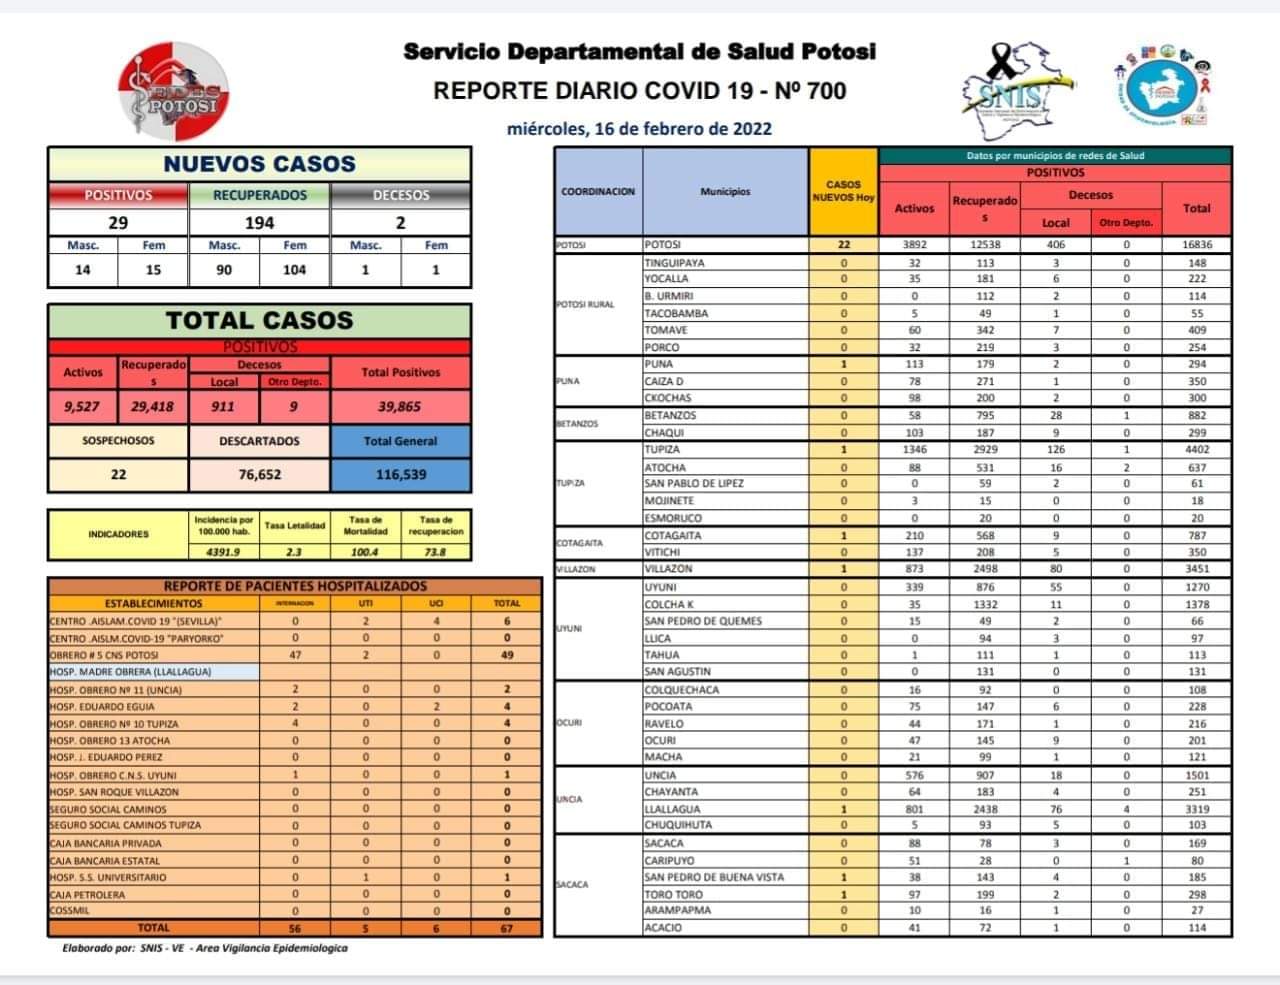 Servicio Departamental de Salud Potosi
REPORTE DIARIO COVID 19 - Nº 700
miércoles, 16 de febrero de 2022
SEDES
POTOSI
SNIS
NUEVOS CASOS
POSITIVOS RECUPERADOS DECESOS
29 194 2
Masc. Fem Masc. Fem Masc. Fem
14 15 90 104 1 1
TOTAL CASOS
POSITIVOS
Activos Recuperados Decesos Total Positivos
Local Otro Depto.
9,527 29,418 911 9 39,865
SOSPECHOSOS DESCARTADOS Total General
22 76,652 116,539
INDICADORES Incidencia por 100.000 hab. Tasa Letalidad Tasa de Mortalidad Tasa de recuperacion
4391.9 2.3 100.4 73.8
REPORTE DE PACIENTES HOSPITALIZADOS
ESTABLECIMIENTOS INTERNACION UTI UCI TOTAL
CENTRO .AISLAM.COVID 19 "(SEVILLA)" 0 2 4 6
CENTRO .AISLM.COVID-19 "PARYORKO" 0 0 0 0
OBRERO # 5 CNS POTOSI 47 2 0 49
HOSP. MADRE OBRERA (LLALLAGUA)
HOSP. OBRERO Nº 11 (UNCIA) 2 0 0 2
HOSP. EDUARDO EGUIA 2 0 2 4
HOSP. OBRERO Nº 10 TUPIZA 4 0 0 4
HOSP. OBRERO 13 ATOCHA 0 0 0 0
HOSP. J. EDUARDO PEREZ 0 0 0 0
HOSP. OBRERO C.N.S. UYUNI 1 0 0 1
HOSP. SAN ROQUE VILLAZON 0 0 0 0
SEGURO SOCIAL CAMINOS 0 0 0 0
SEGURO SOCIAL CAMINOS TUPIZA 0 0 0 0
CAJA BANCARIA PRIVADA 0 0 0 0
CAJA BANCARIA ESTATAL 0 0 0 0
HOSP. S.S. UNIVERSITARIO 0 1 0 1
CAJA PETROLERA 0 0 0 0
COSSMIL 0 0 0 0
TOTAL 56 5 6 67
Elaborado por: SNIS - VE - Area Vigilancia Epidemiologica
COORDINACION Municipios CASOS NUEVOS Hoy Datos por municipios de redes de Salud
POSITIVOS
Activos Recuperados Decesos Total
Local Otro Depto.
POTOSI POTOSI 22 3892 12538 406 0 16836
POTOSI RURAL TINGUIPAYA 0 32 113 3 0 148
YOCALLA 0 35 181 6 0 222
B. URMIRI 0 0 112 2 0 114
TACOBAMBA 0 5 49 1 0 55
TOMAVE 0 60 342 7 0 409
PORCO 0 32 219 3 0 254
PUNA PUNA 1 113 179 2 0 294
CAIZA D 0 78 271 1 0 350
CKOCHAS 0 98 200 2 0 300
BETANZOS BETANZOS 0 58 795 28 1 882
CHAQUI 0 103 187 9 0 299
TUPIZA TUPIZA 1 1346 2929 126 1 4402
ATOCHA 0 88 531 16 2 637
SAN PABLO DE LIPEZ 0 0 59 2 0 61
MOJINETE 0 3 15 0 0 18
ESMORUCO 0 0 20 0 0 20
COTAGAITA COTAGAITA 1 210 568 9 0 787
VITICHI 0 137 208 5 0 350
VILLAZON VILLAZON 1 873 2498 80 0 3451
UYUNI UYUNI 0 339 876 55 0 1270
COLCHA K 0 35 1332 11 0 1378
SAN PEDRO DE QUEMES 0 15 49 2 0 66
LLICA 0 0 94 3 0 97
TAHUA 0 1 111 1 0 113
SAN AGUSTIN 0 0 131 0 0 131
OCURI COLQUECHACA 0 16 92 0 0 108
POCOATA 0 75 147 6 0 228
RAVELO 0 44 171 1 0 216
OCURI 0 47 145 9 0 201
MACHA 0 21 99 1 0 121
UNCIA UNCIA 0 576 907 18 0 1501
CHAYANTA 0 64 183 4 0 251
LLALLAGUA 1 801 2438 76 4 3319
CHUQUIHUTA 0 5 93 5 0 103
SACACA SACACA 0 88 78 3 0 169
CARIPUYO 0 51 28 0 1 80
SAN PEDRO DE BUENA VISTA 1 38 143 4 0 185
TORO TORO 1 97 199 2 0 298
ARAMPAPMA 0 10 16 1 0 27
ACACIO 0 41 72 1 0 114